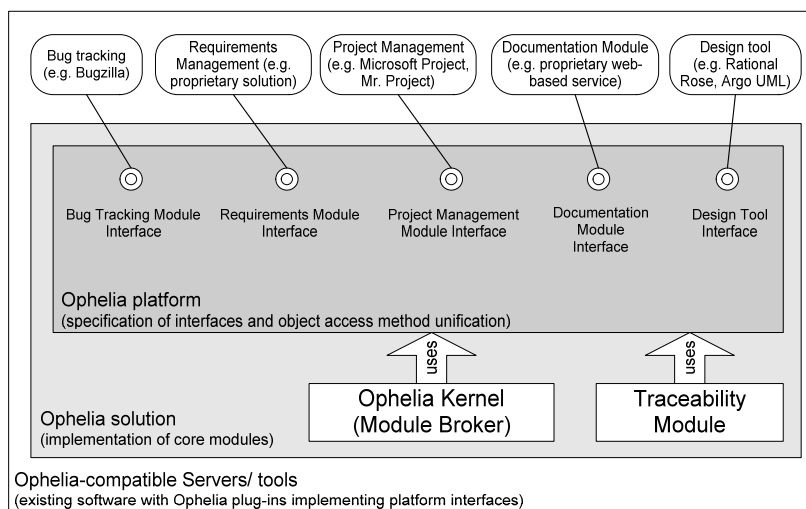 Bug tracking
(e.g. Bugzilla)
Requirements
Management (e.g.
proprietary solution)
Project Management
(e.g. Microsoft Project,
Mr. Project)
Documentation Module
(e.g. proprietary web-
based service)
Design tool
(e.g. Rational
Rose, Argo UML)
Bug Tracking Module
Interface
Requirements Module
Interface
Project Management
Module Interface
Documentation
Module
Interface
Design Tool
Interface
Ophelia platform
(specification of interfaces and object access method unification)
uses
uses
Ophelia Kernel
(Module Broker)
Traceability
Module
Ophelia solution
(implementation of core modules)
Ophelia-compatible Servers/ tools
(existing software with Ophelia plug-ins implementing platform interfaces)